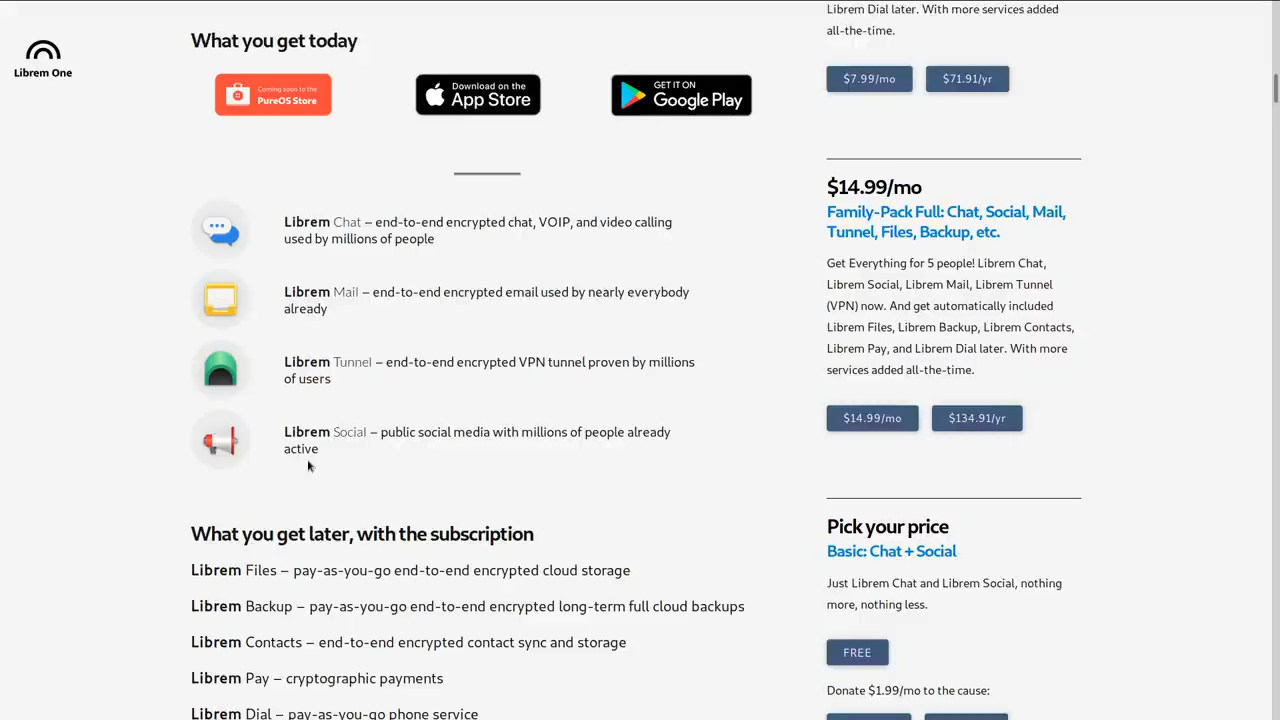 Librem One
What you get today
Coming soon to the
PureOS Store
Download on the
App Store
GET IT ON
Google Play
Librem Chat – end-to-end encrypted chat, VOIP, and video calling
used by millions of people
Librem Mail – end-to-end encrypted email used by nearly everybody
already
Librem Tunnel – end-to-end encrypted VPN tunnel proven by millions
of users
Librem Social – public social media with millions of people already
active
What you get later, with the subscription
Librem Files – pay-as-you-go end-to-end encrypted cloud storage
Librem Backup – pay-as-you-go end-to-end encrypted long-term full cloud backups
Librem Contacts – end-to-end encrypted contact sync and storage
Librem Pay – cryptographic payments
Librem Dial – pay-as-you-go phone service
Librem Dial later. With more services added
all-the-time.
$7.99/mo
$71.91/yr
$14.99/mo
Family-Pack Full: Chat, Social, Mail,
Tunnel, Files, Backup, etc.
Get Everything for 5 people! Librem Chat,
Librem Social, Librem Mail, Librem Tunnel
(VPN) now. And get automatically included
Librem Files, Librem Backup, Librem Contacts,
Librem Pay, and Librem Dial later. With more
services added all-the-time.
$14.99/mo
$134.91/yr
Pick your price
Basic: Chat + Social
Just Librem Chat and Librem Social, nothing
more, nothing less.
FREE
Donate $1.99/mo to the cause: